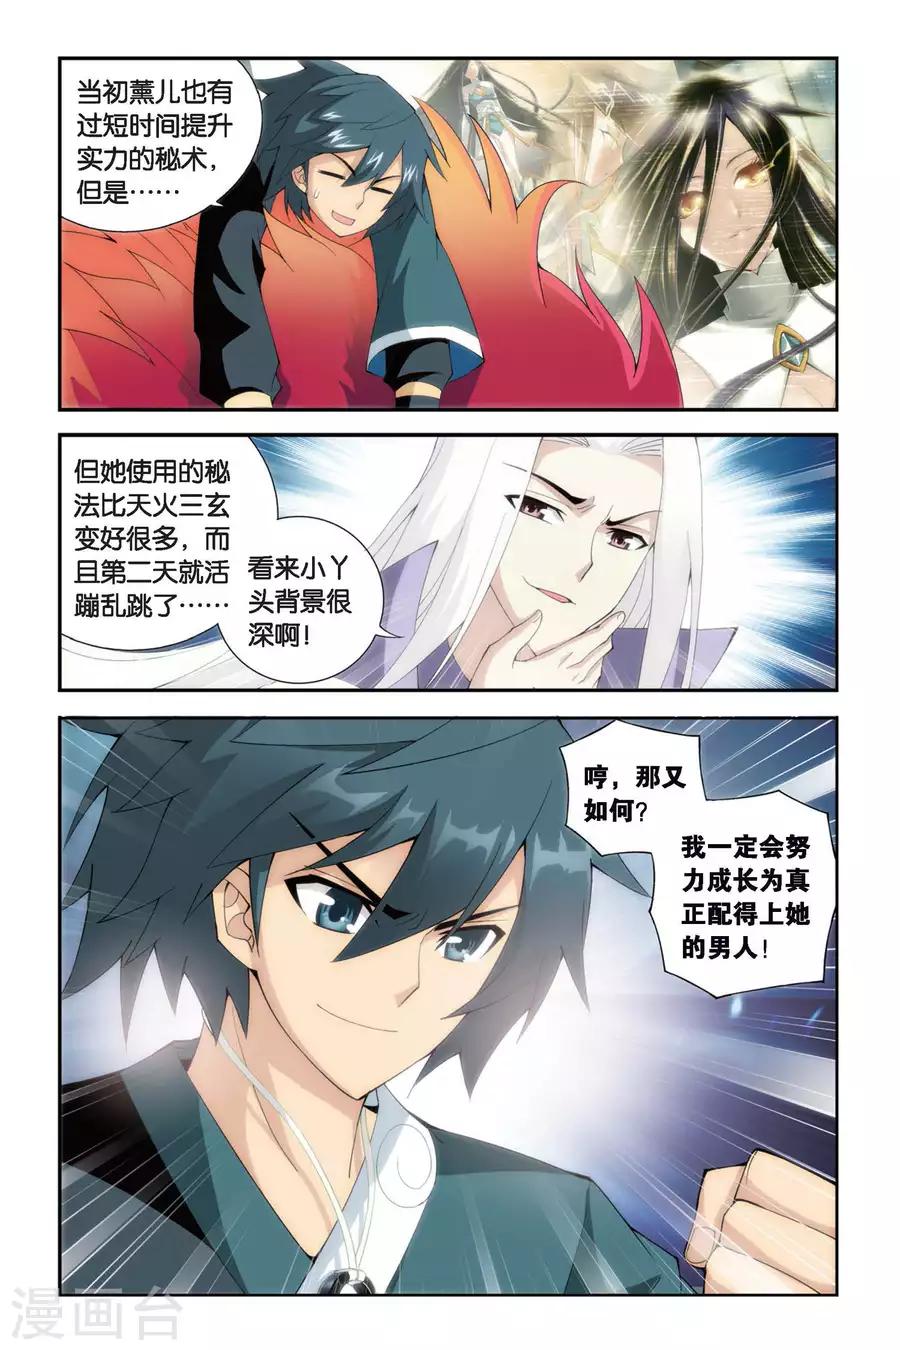 当初薰儿也有
过短时间提升
实力的秘术，
但是……
但她使用的秘
法比天火三玄
变好很多，而
且第二天就活
蹦乱跳了……
看来小丫
头背景很
深啊！
哼，那又
如何？
我一定会努
力成长为真
正配得上她
的男人！
漫画台